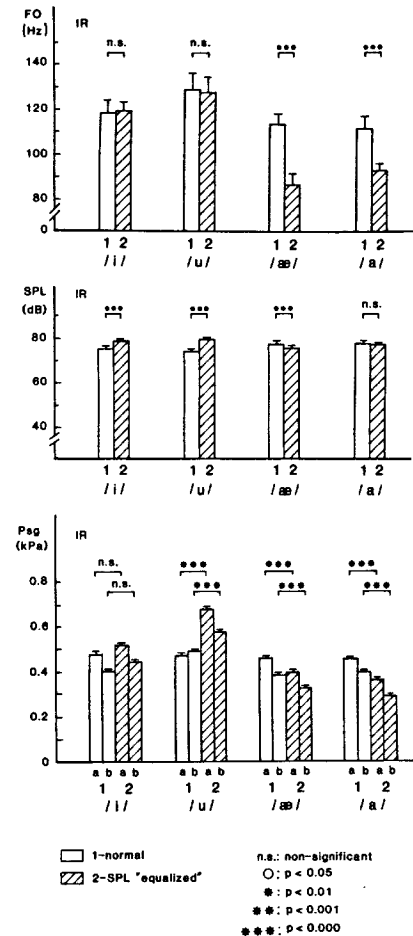 FO
(Hz)
IR
n.s. n.s. *** ***
140
120
100
80
0
1 2 1 2 1 2 1 2
/i/ /u/ /æ/ /a/
SPL
(dB)
IR
*** *** *** n.s.
80
60
40
1 2 1 2 1 2 1 2
/i/ /u/ /æ/ /a/
Psg
(kPa)
IR
n.s. *** *** ***
n.s. *** *** ***
0.8
0.6
0.4
0.2
0
a b a b a b a b a b a b a b a b
1 2 1 2 1 2 1 2
/i/ /u/ /æ/ /a/
1-normal
2-SPL "equalized"
n.s.: non-significant
○: p < 0.05
*: p < 0.01
**: p < 0.001
***: p < 0.000